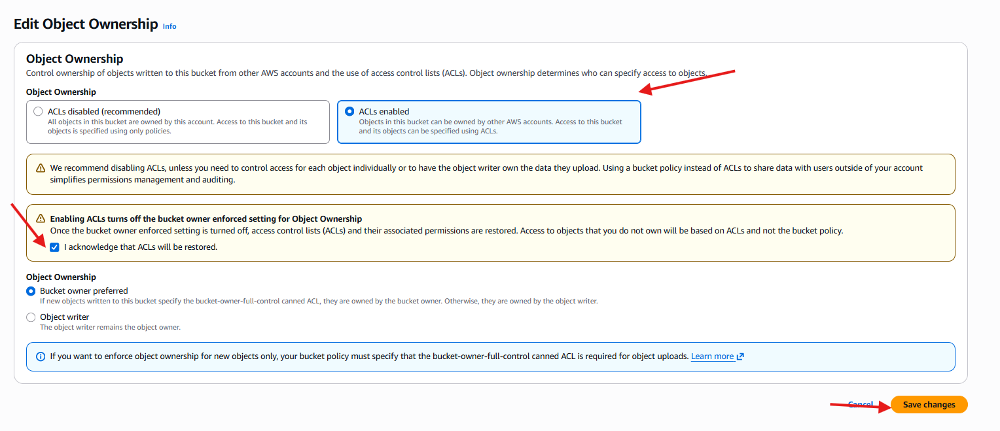 Edit Object Ownership Info
Object Ownership
Control ownership of objects written to this bucket from other AWS accounts and the use of access control lists (ACLs). Object ownership determines who can specify access to objects.
Object Ownership
ACLs disabled (recommended)
All objects in this bucket are owned by this account. Access to this bucket and its
objects is specified using only policies.
ACLs enabled
Objects in this bucket can be owned by other AWS accounts. Access to this bucket
and its objects can be specified using ACLs.
We recommend disabling ACLs, unless you need to control access for each object individually or to have the object writer own the data they upload. Using a bucket policy instead of ACLs to share data with users outside of your account
simplifies permissions management and auditing.
Enabling ACLs turns off the bucket owner enforced setting for Object Ownership
Once the bucket owner enforced setting is turned off, access control lists (ACLs) and their associated permissions are restored. Access to objects that you do not own will be based on ACLs and not the bucket policy.
I acknowledge that ACLs will be restored.
Object Ownership
Bucket owner preferred
If new objects written to this bucket specify the bucket-owner-full-control canned ACL, they are owned by the bucket owner. Otherwise, they are owned by the object writer.
Object writer
The object writer remains the object owner.
If you want to enforce object ownership for new objects only, your bucket policy must specify that the bucket-owner-full-control canned ACL is required for object uploads. Learn more
Cancel Save changes